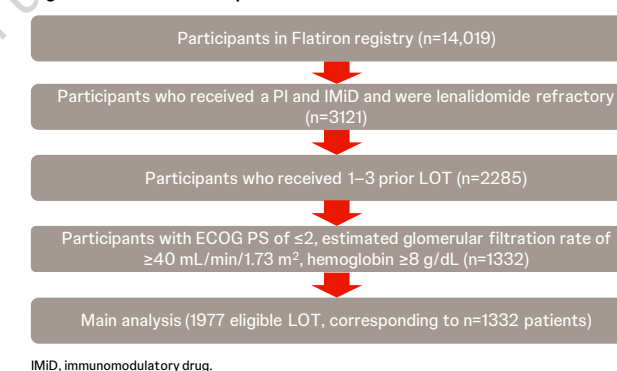 Participants in Flatiron registry (n=14,019)
Participants who received a PI and IMiD and were lenalidomide refractory
(n=3121)
Participants who received 1–3 prior LOT (n=2285)
Participants with ECOG PS of ≤2, estimated glomerular filtration rate of
≥40 mL/min/1.73 m², hemoglobin ≥8 g/dL (n=1332)
Main analysis (1977 eligible LOT, corresponding to n=1332 patients)
IMiD, immunomodulatory drug.